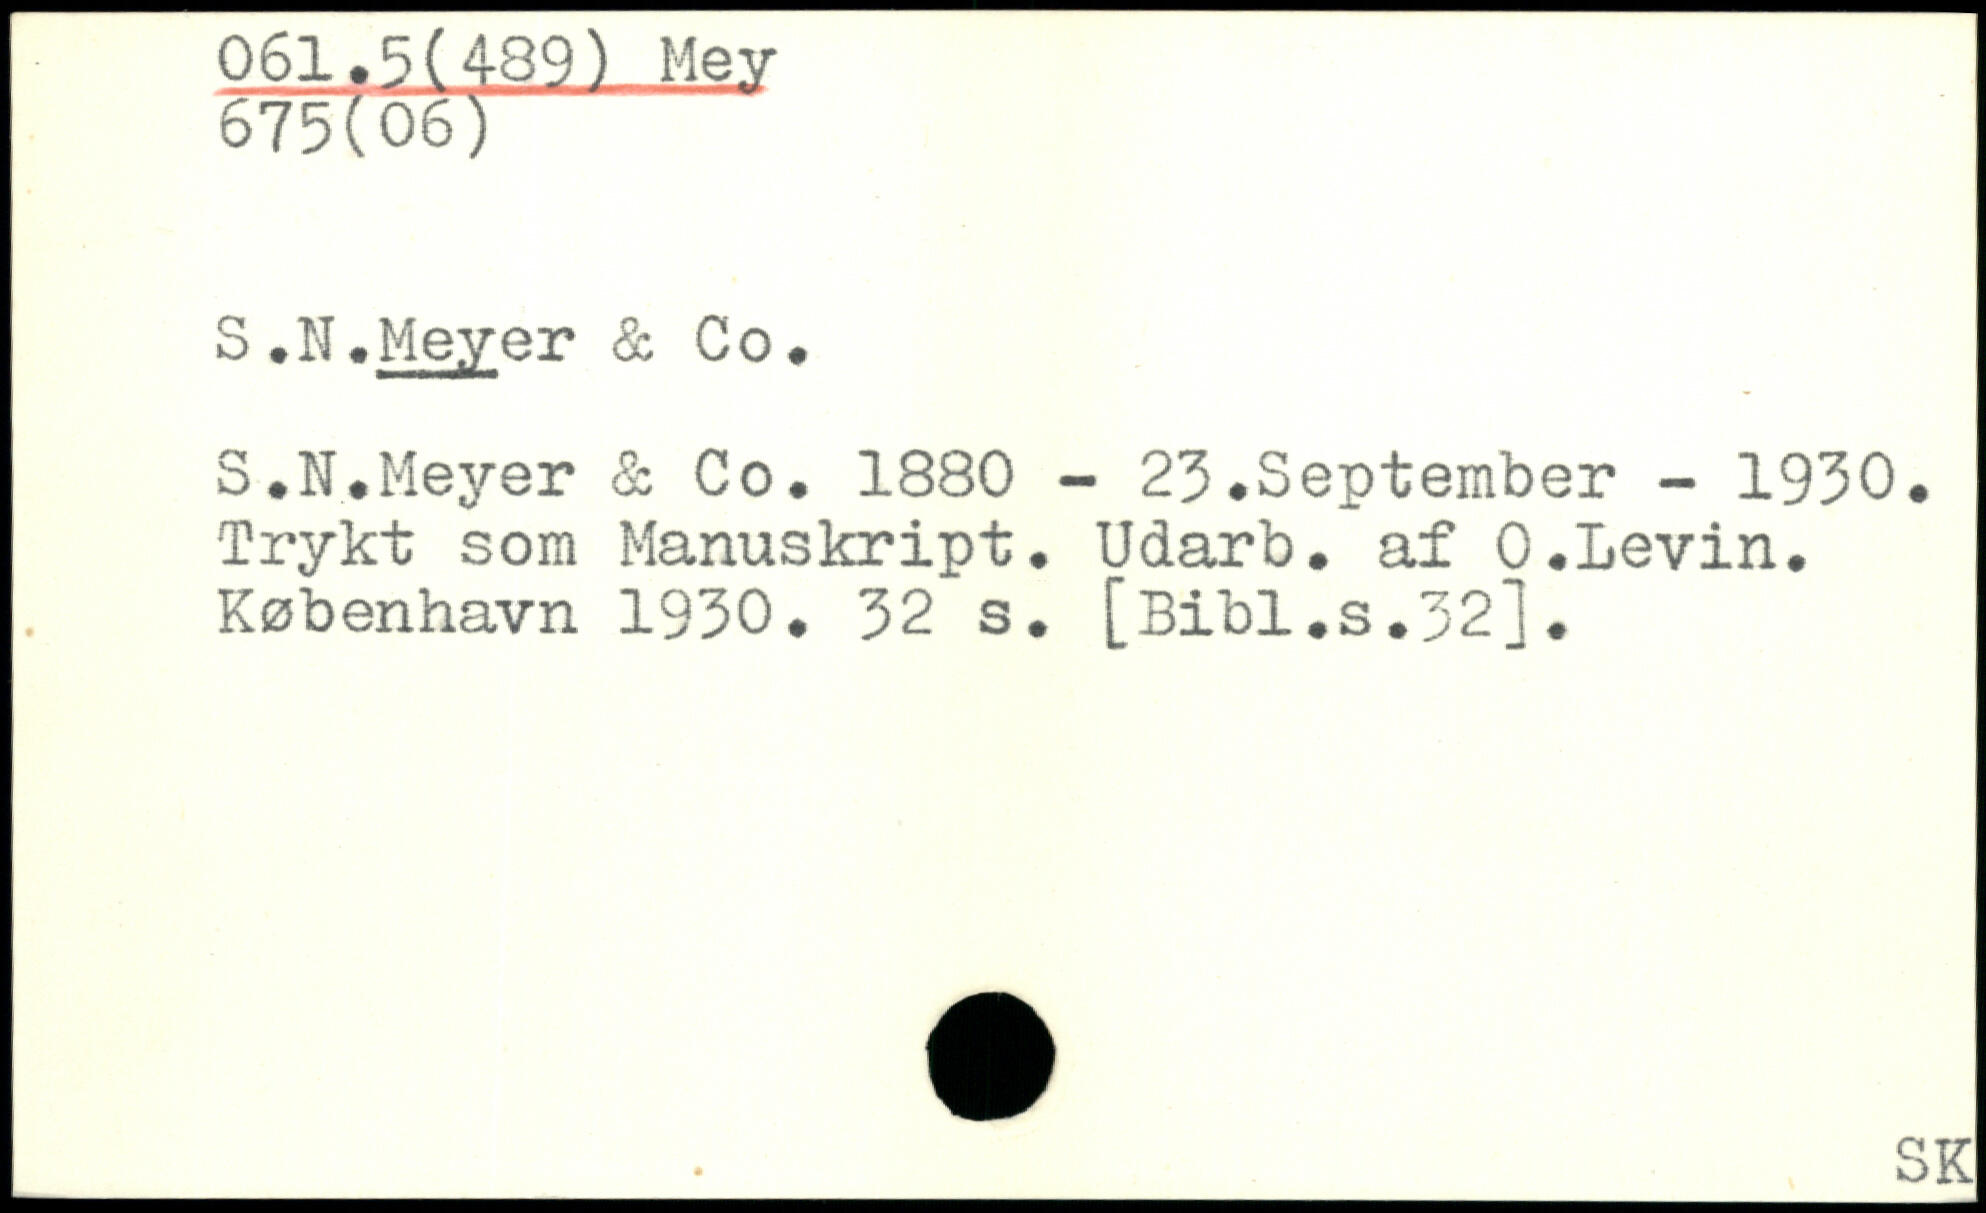 061.5(489) Mey
675(06)
S.N.Meyer & Co.
S.N.Meyer & Co. 1880 - 23.September - 1930.
Trykt som Manuskript. Udarb. af O.Levin.
København 1930. 32 s. [Bibl.s.32].
SK